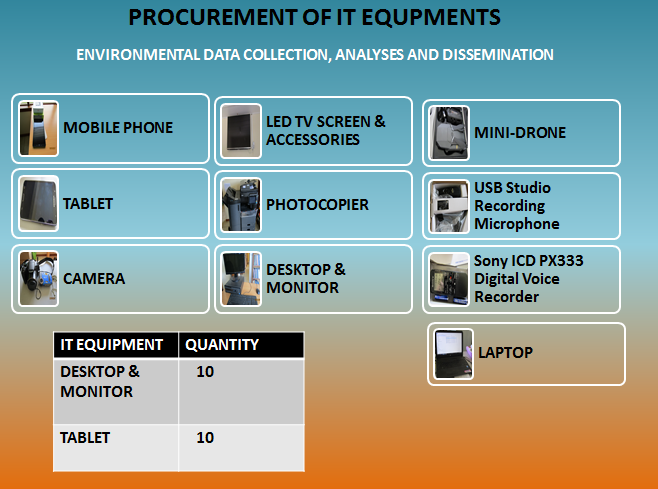 PROCUREMENT OF IT EQUPMENTS
ENVIRONMENTAL DATA COLLECTION, ANALYSES AND DISSEMINATION
MOBILE PHONE
TABLET
CAMERA
LED TV SCREEN &
ACCESSORIES
PHOTOCOPIER
DESKTOP &
MONITOR
MINI-DRONE
USB Studio
Recording
Microphone
Sony ICD PX333
Digital Voice
Recorder
LAPTOP
IT EQUIPMENT QUANTITY
DESKTOP & 10
MONITOR
TABLET 10